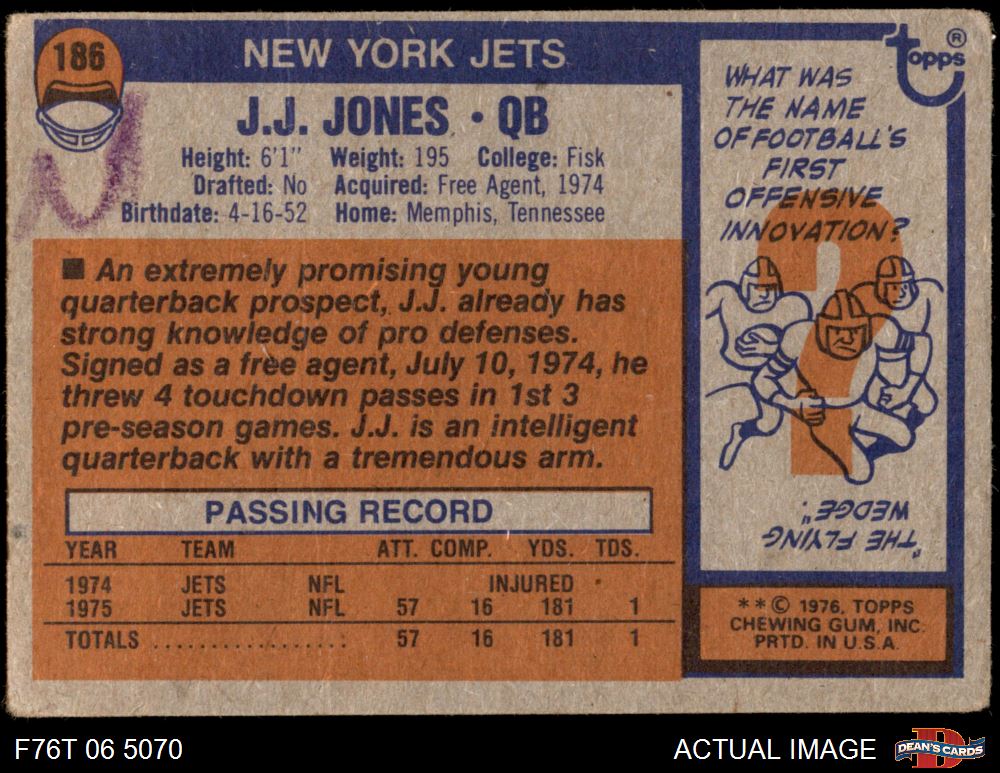 186
NEW YORK JETS
J.J. JONES • QB
Height: 6'1" Weight: 195 College: Fisk
Drafted: No Acquired: Free Agent, 1974
Birthdate: 4-16-52 Home: Memphis, Tennessee
■ An extremely promising young
quarterback prospect, J.J. already has
strong knowledge of pro defenses.
Signed as a free agent, July 10, 1974, he
threw 4 touchdown passes in 1st 3
pre-season games. J.J. is an intelligent
quarterback with a tremendous arm.
PASSING RECORD
YEAR TEAM ATT. COMP. YDS. TDS.
1974 JETS NFL INJURED
1975 JETS NFL 57 16 181 1
TOTALS .................. 57 16 181 1
topps ®
WHAT WAS
THE NAME
OF FOOTBALL'S
FIRST
OFFENSIVE
INNOVATION?
"THE FLYING
WEDGE".
* * © 1976, TOPPS
CHEWING GUM, INC.
PRTD. IN U.S.A.
F76T 06 5070
ACTUAL IMAGE
D
DEAN'S CARDS